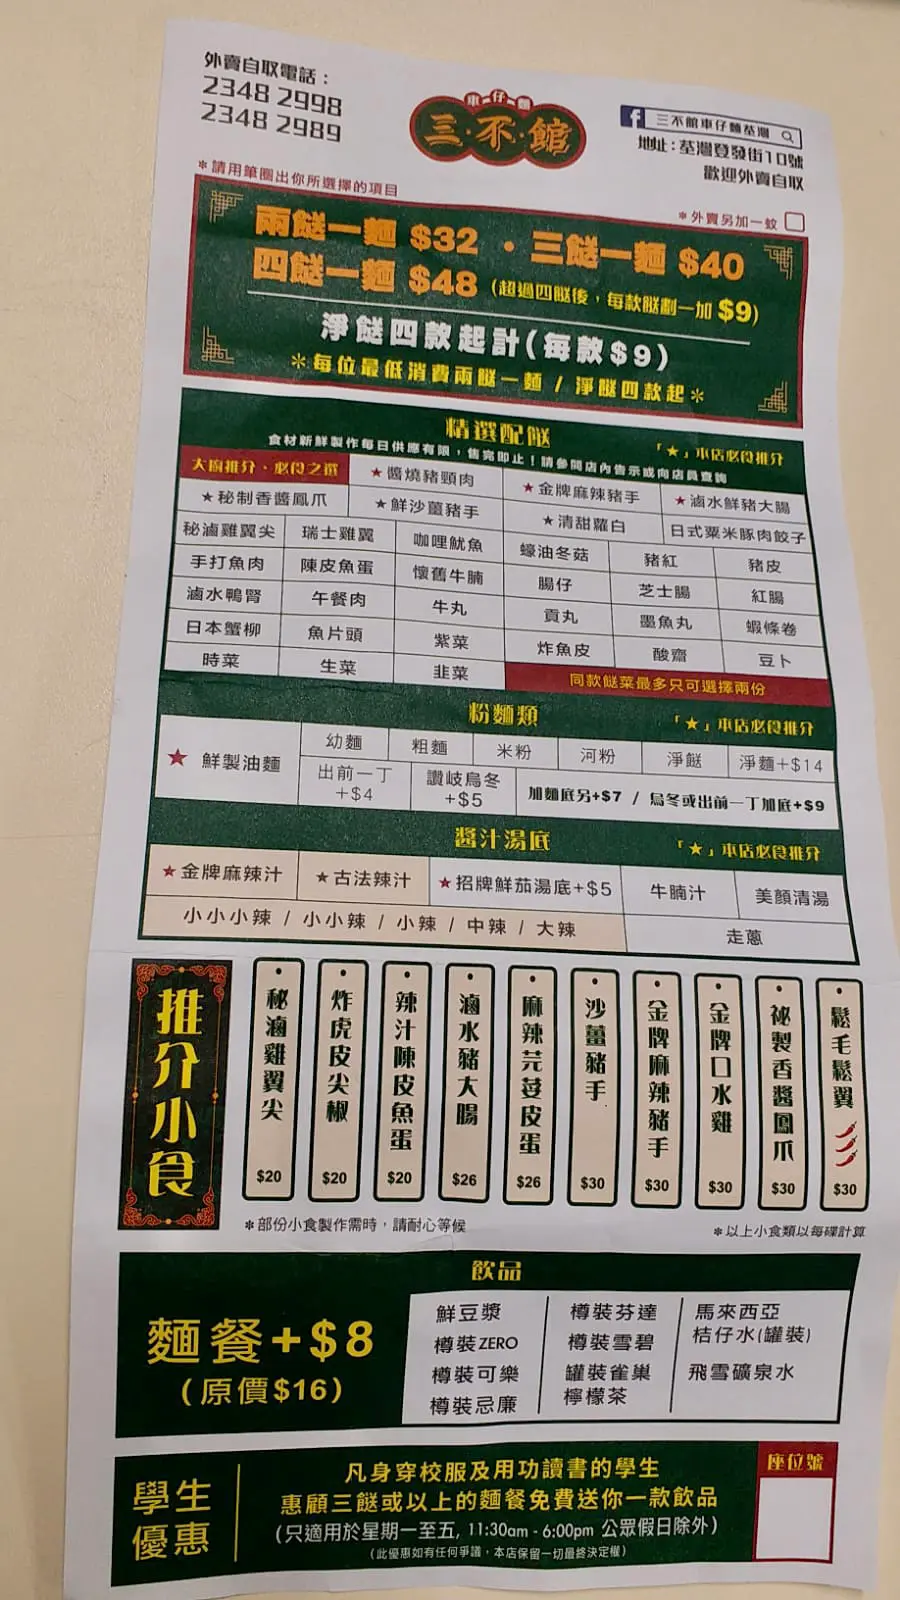 外賣自取電話：
2348 2998
2348 2989
車仔麵
三·不·館
f 三不館車仔麵荃灣
地址：荃灣登發街10號
歡迎外賣自取
*請用筆圈出你所選擇的項目
*外賣另加一蚊
兩餸一麵 $32 · 三餸一麵 $40
四餸一麵 $48 (超過四餸後，每款餸劃一加 $9)
淨餸四款起計(每款$9)
*每位最低消費兩餸一麵 / 淨餸四款起*
精選配餸
「★」本店必食推介
食材新鮮製作每日供應有限，售完即止！請參閱店內告示或向店員查詢
大廚推介、必食之選 ★醬燒豬頸肉 ★金牌麻辣豬手 ★滷水鮮豬大腸
★秘制香醬鳳爪 ★鮮沙薑豬手 ★清甜蘿白 日式粟米豚肉餃子
秘滷雞翼尖 瑞士雞翼 咖哩魷魚 蠔油冬菇 豬紅 豬皮
手打魚肉 陳皮魚蛋 懷舊牛腩 腸仔 芝士腸 紅腸
滷水鴨腎 午餐肉 牛丸 貢丸 墨魚丸 蝦條卷
日本蟹柳 魚片頭 紫菜 炸魚皮 酸齋 豆卜
時菜 生菜 韭菜 同款餸菜最多只可選擇兩份
粉麵類
「★」本店必食推介
★ 鮮製油麵 幼麵 粗麵 米粉 河粉 淨餸 淨麵+$14
出前一丁 +$4 讚岐烏冬 +$5 加麵底另+$7 / 烏冬或出前一丁加底+$9
醬汁湯底
「★」本店必食推介
★金牌麻辣汁 ★古法辣汁 ★招牌鮮茄湯底+$5 牛腩汁 美顏清湯
小小小辣 / 小小辣 / 小辣 / 中辣 / 大辣 走蔥
推介小食
秘滷雞翼尖 $20
炸虎皮尖椒 $20
辣汁陳皮魚蛋 $20
滷水豬大腸 $26
麻辣芫荽皮蛋 $26
沙薑豬手 $30
金牌麻辣豬手 $30
金牌口水雞 $30
祕製香醬鳳爪 $30
鬆毛鬆翼 $30
*部份小食製作需時，請耐心等候
*以上小食類以每碟計算
飲品
麵餐+$8
(原價$16)
鮮豆漿
樽裝ZERO
樽裝可樂
樽裝忌廉
樽裝芬達
樽裝雪碧
罐裝雀巢
檸檬茶
馬來西亞
桔仔水(罐裝)
飛雪礦泉水
學生
優惠
凡身穿校服及用功讀書的學生
惠顧三餸或以上的麵餐免費送你一款飲品
(只適用於星期一至五, 11:30am - 6:00pm 公眾假日除外)
(此優惠如有任何爭議，本店保留一切最終決定權)
座位號